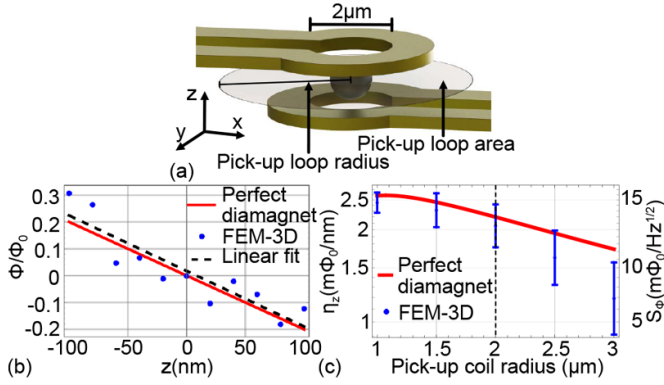 2μm
z
y
x
Pick-up loop area
Pick-up loop radius
(a)
0.3
0.2
0.1
0
-0.1
-0.2
Φ/Φ0
Perfect
diamagnet
FEM-3D
Linear fit
-100
-50
0
50
100
z(nm)
(b)
2.5
2
1.5
1
ηz(mΦ0/nm)
Perfect
diamagnet
FEM-3D
15
10
5
SΦ(mΦ0/Hz1/2)
1
1.5
2
2.5
3
Pick-up coil radius (μm)
(c)